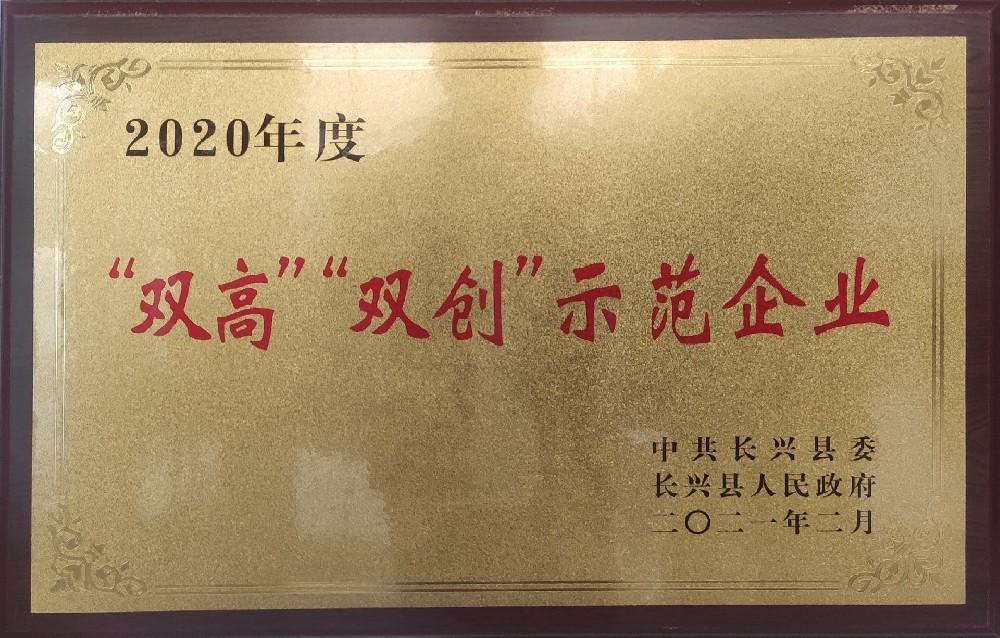 2020年度
“双高”“双创”示范企业
中共长兴县委
长兴县人民政府
二〇二一年二月